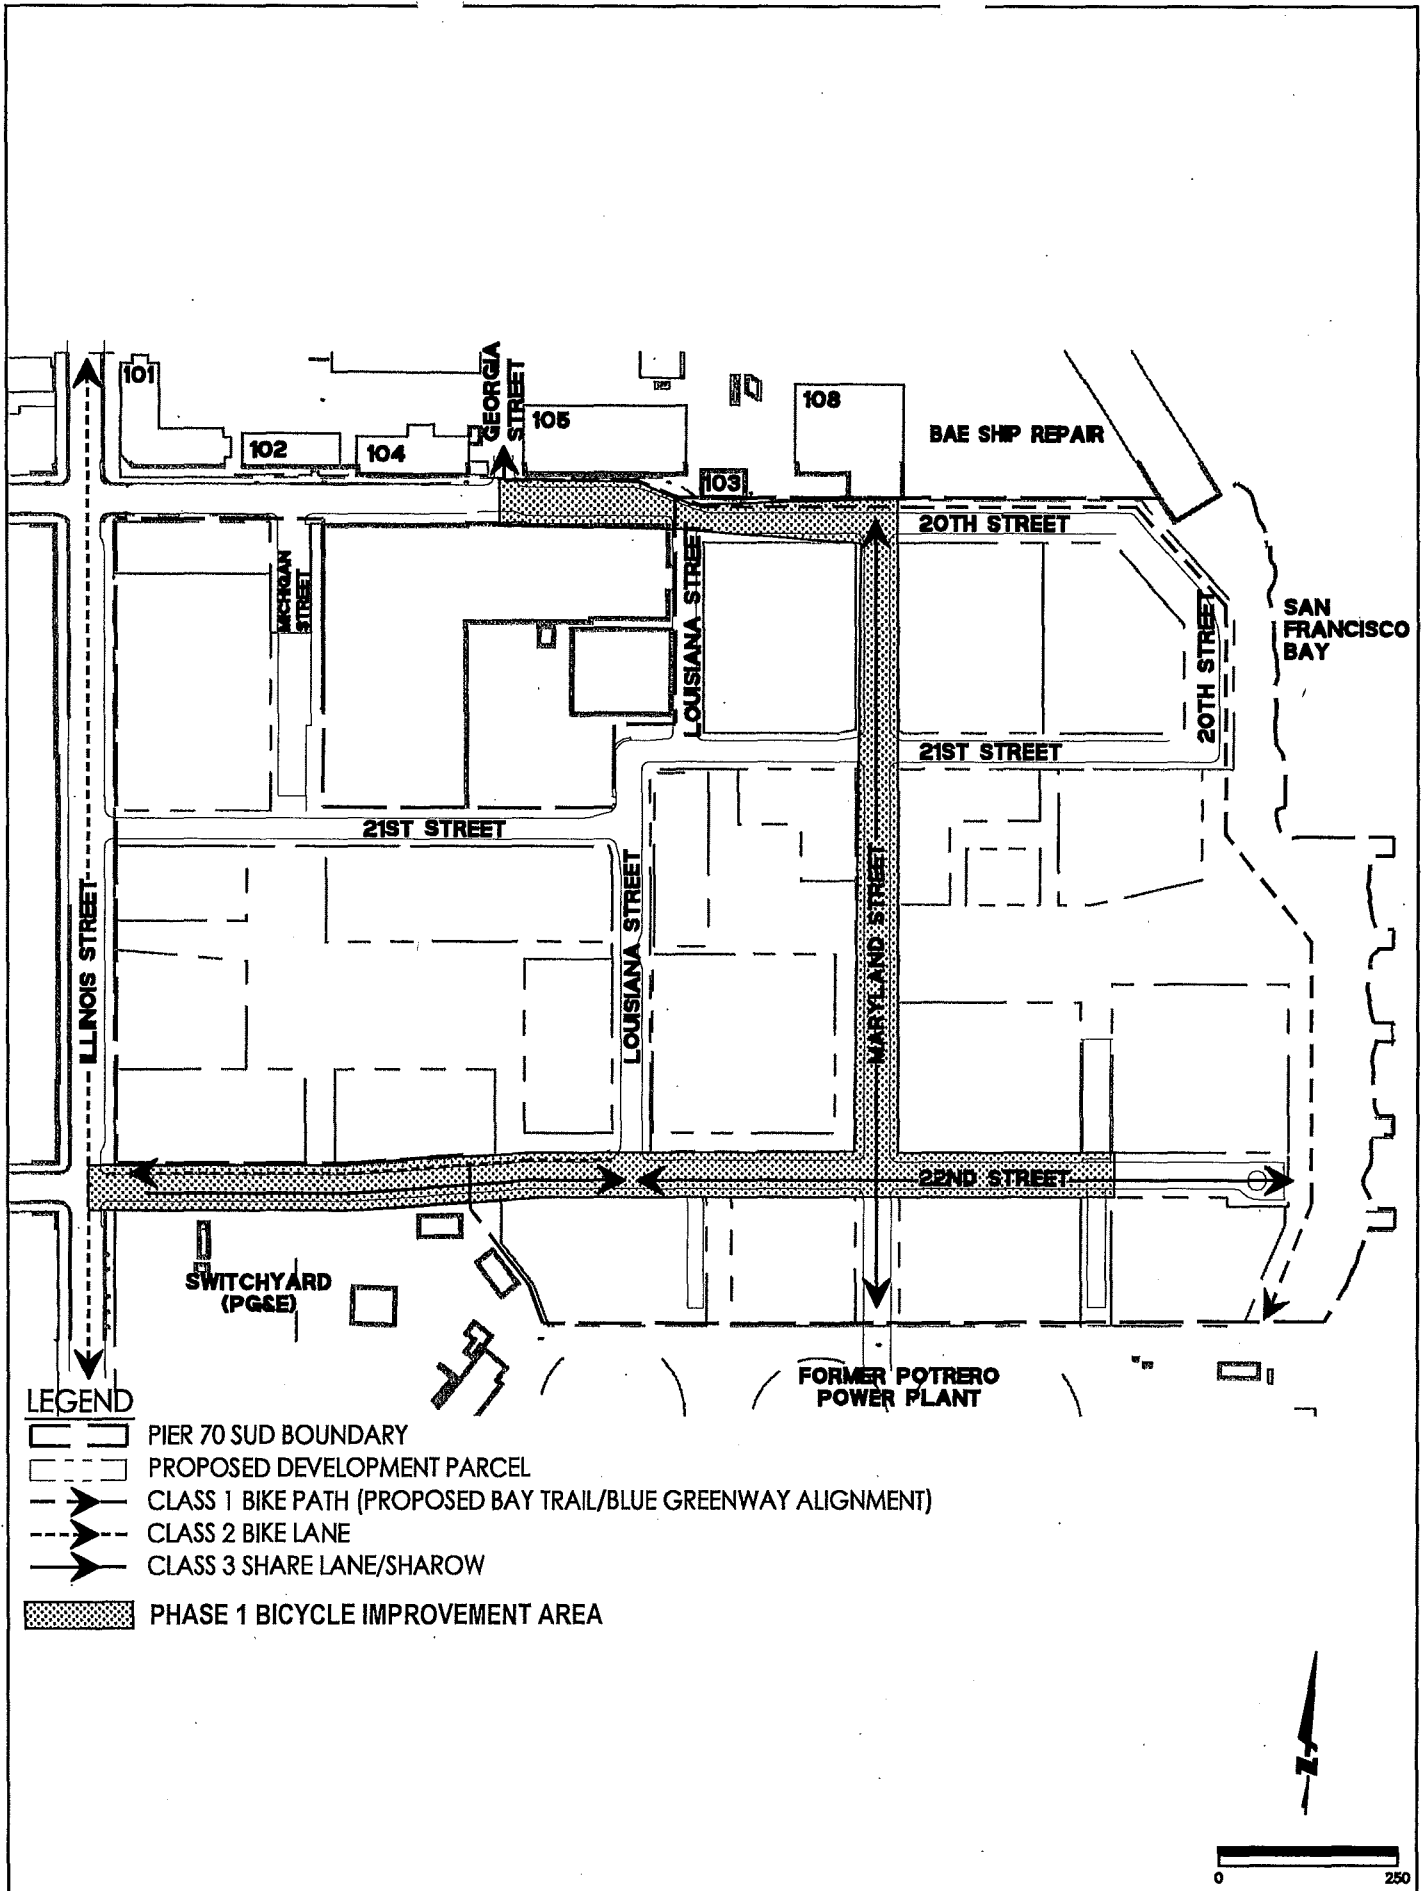 101
102
104
GEORGIA
STREET
105
103
108
BAE SHIP REPAIR
20TH STREET
MICHIGAN
STREET
LOUISIANA STREE
20TH STREET
SAN
FRANCISCO
BAY
21ST STREET
21ST STREET
ILLINOIS STREET
LOUISIANA STREET
MARYLAND STREET
22ND STREET
SWITCHYARD
(PG&E)
FORMER POTRERO
POWER PLANT
LEGEND
PIER 70 SUD BOUNDARY
PROPOSED DEVELOPMENT PARCEL
CLASS 1 BIKE PATH (PROPOSED BAY TRAIL/BLUE GREENWAY ALIGNMENT)
CLASS 2 BIKE LANE
CLASS 3 SHARE LANE/SHAROW
PHASE 1 BICYCLE IMPROVEMENT AREA
N
0 250